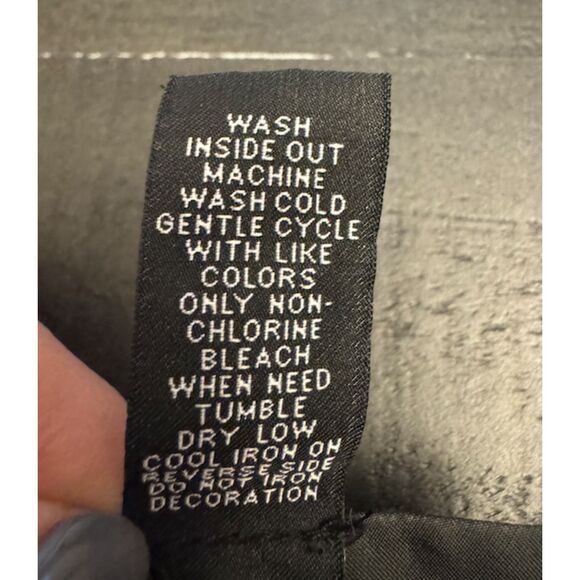 WASH
INSIDE OUT
MACHINE
WASH COLD
GENTLE CYCLE
WITH LIKE
COLORS
ONLY NON-
CHLORINE
BLEACH
WHEN NEED
TUMBLE
DRY LOW
COOL IRON ON
REVERSE SIDE
DO NOT IRON
DECORATION